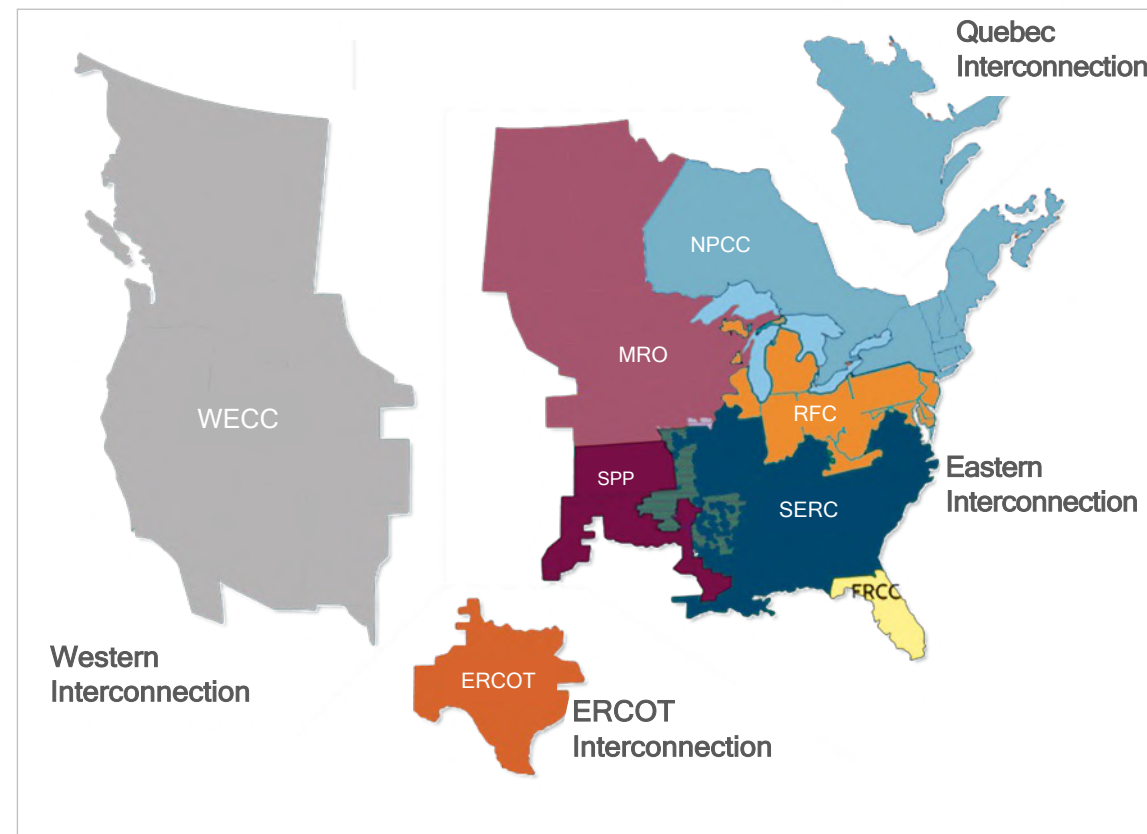 Quebec
Interconnection
NPCC
MRO
WECC
RFC
SPP
Eastern
Interconnection
SERC
FRCC
Western
Interconnection
ERCOT
ERCOT
Interconnection